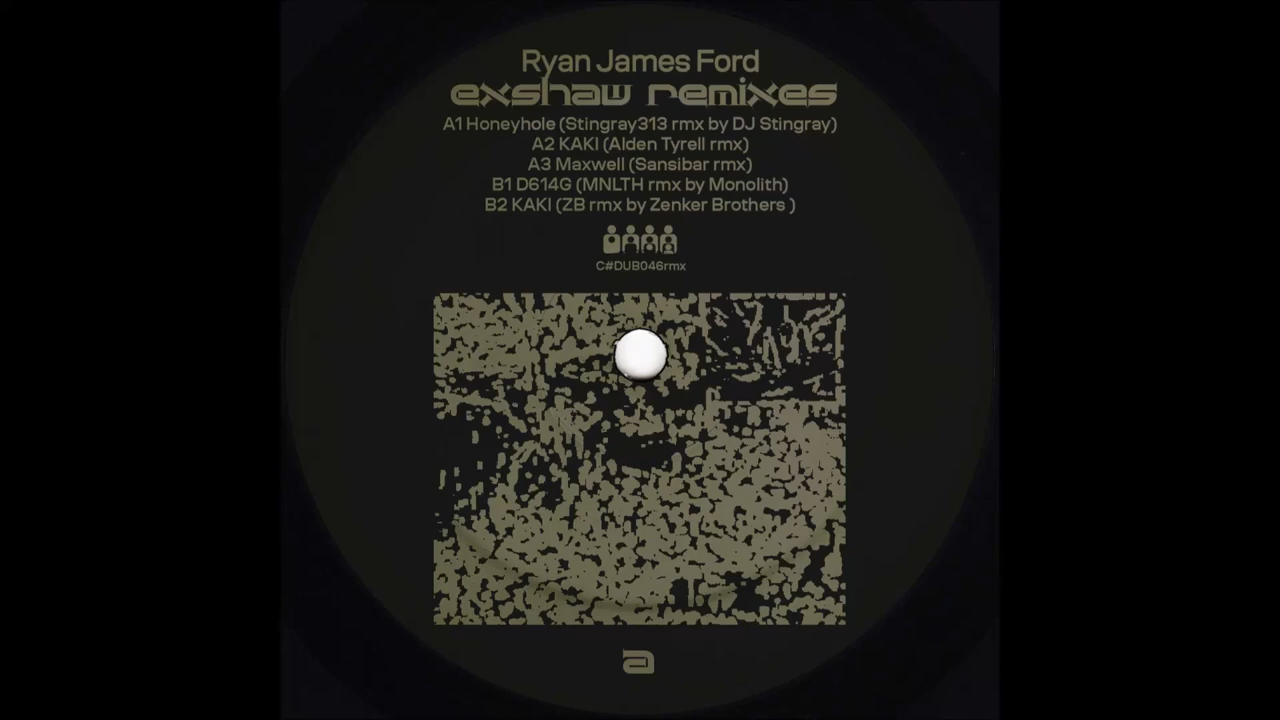 Ryan James Ford
exshaw remixes
A1 Honeyhole (Stingray313 rmx by DJ Stingray)
A2 KAKI (Alden Tyrell rmx)
A3 Maxwell (Sansibar rmx)
B1 D614G (MNLTH rmx by Monolith)
B2 KAKI (ZB rmx by Zenker Brothers )
C#DUB046rmx
a